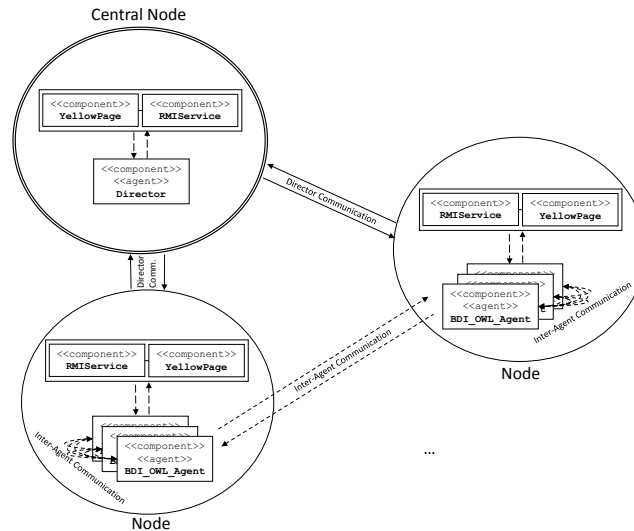 Central Node
<<component>> <<component>>
YellowPage RMIService
<<component>>
<<agent>>
Director
Director Communication
Director
Comm.
<<component>> <<component>>
RMIService YellowPage
<<component>>
<<agent>>
BDI_OWL_Agent
Inter-Agent Communication
Node
Inter-Agent Communication
<<component>> <<component>>
RMIService YellowPage
<<component>>
<<agent>>
BDI_OWL_Agent
Inter-Agent Communication
Node
...